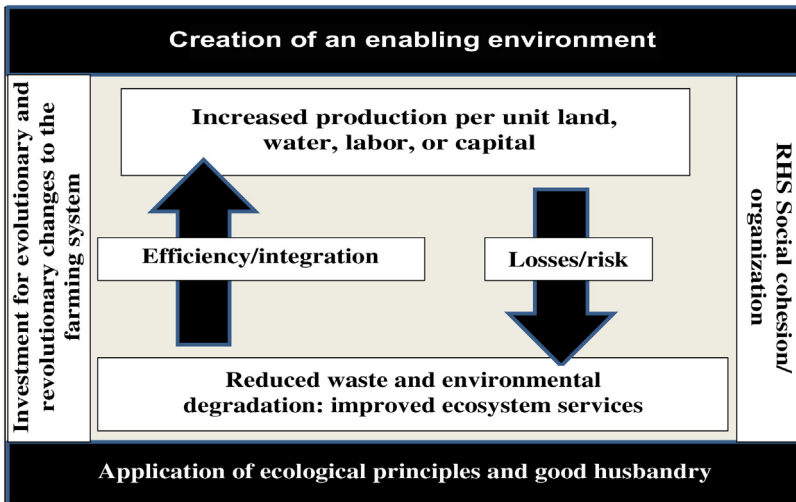 Creation of an enabling environment
Investment for evolutionary and
revolutionary changes to the
farming system
Increased production per unit land,
water, labor, or capital
Efficiency/integration
Losses/risk
Reduced waste and environmental
degradation: improved ecosystem services
RHS Social cohesion/
organization
Application of ecological principles and good husbandry